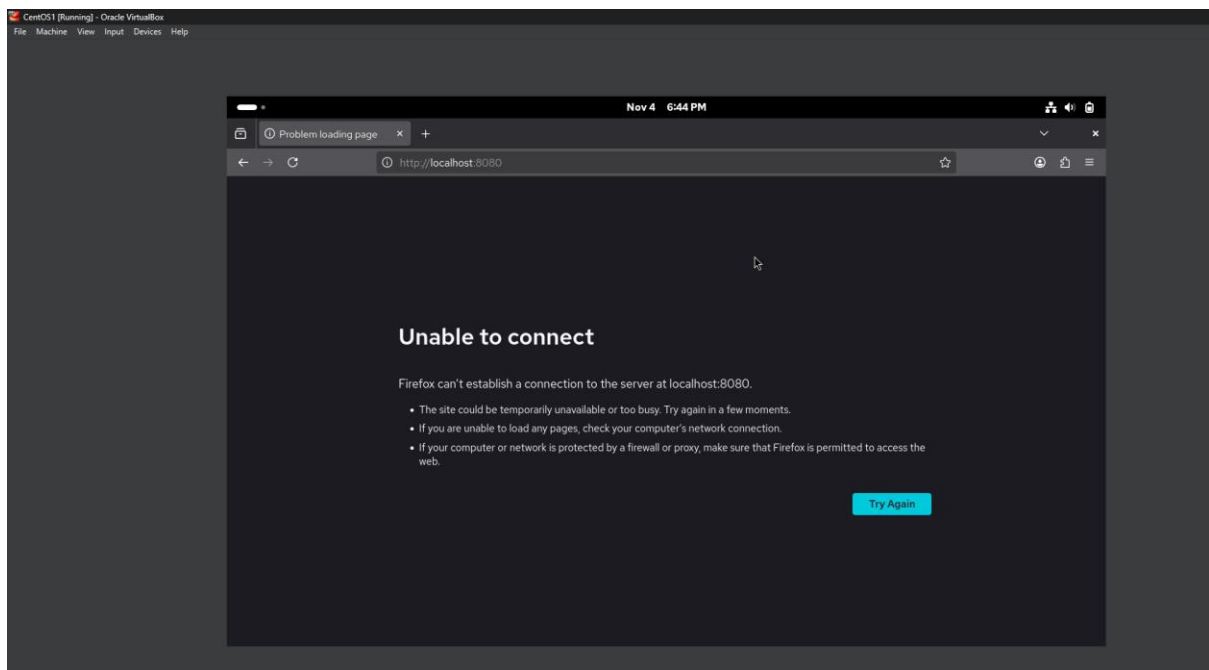 CentOS1 [Running] - Oracle VirtualBox
File Machine View Input Devices Help
Nov 4 6:44 PM
Problem loading page
http://localhost:8080
Unable to connect
Firefox can't establish a connection to the server at localhost:8080.
• The site could be temporarily unavailable or too busy. Try again in a few moments.
• If you are unable to load any pages, check your computer's network connection.
• If your computer or network is protected by a firewall or proxy, make sure that Firefox is permitted to access the
web.
Try Again